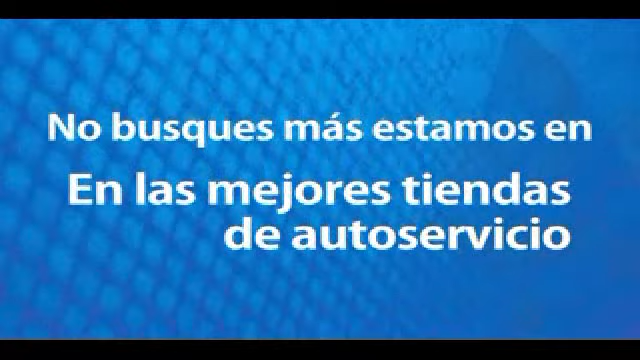 No busques más estamos en
En las mejores tiendas
de autoservicio